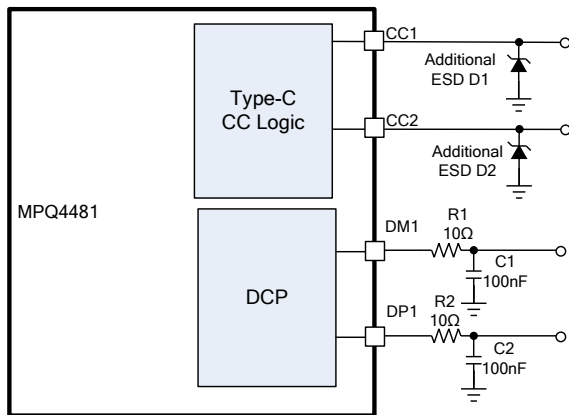 CC1
Additional
ESD D1
Type-C
CC Logic
CC2
Additional
ESD D2
MPQ4481
DM1
R1
10Ω
C1
100nF
DCP
DP1
R2
10Ω
C2
100nF